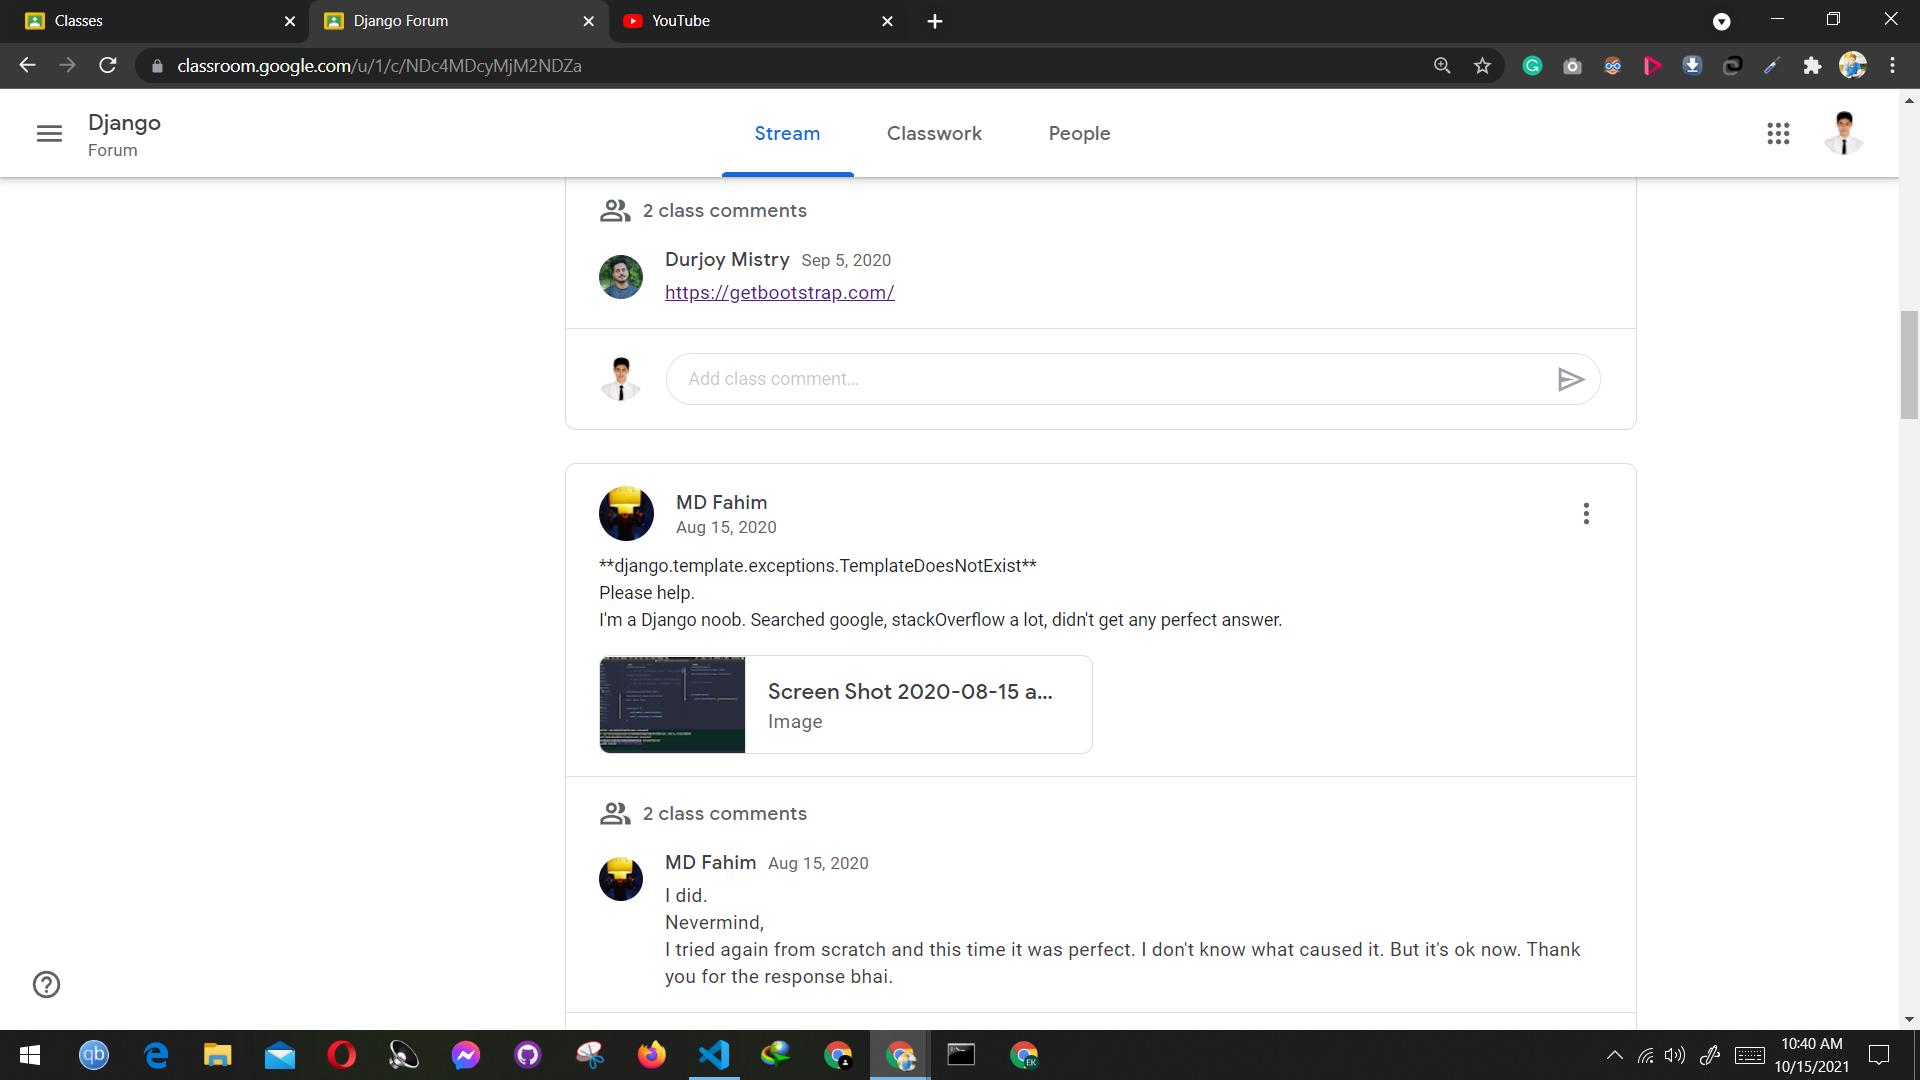 Classes
Django Forum
YouTube
classroom.google.com/u/1/c/NDc4MDcyMjM2NDZa
Django
Forum
Stream
Classwork
People
2 class comments
Durjoy Mistry Sep 5, 2020
https://getbootstrap.com/
Add class comment...
MD Fahim
Aug 15, 2020
**django.template.exceptions.TemplateDoesNotExist**
Please help.
I'm a Django noob. Searched google, stackOverflow a lot, didn't get any perfect answer.
Screen Shot 2020-08-15 a...
Image
2 class comments
MD Fahim Aug 15, 2020
I did.
Nevermind,
I tried again from scratch and this time it was perfect. I don't know what caused it. But it's ok now. Thank
you for the response bhai.
qb
EK
10:40 AM
10/15/2021